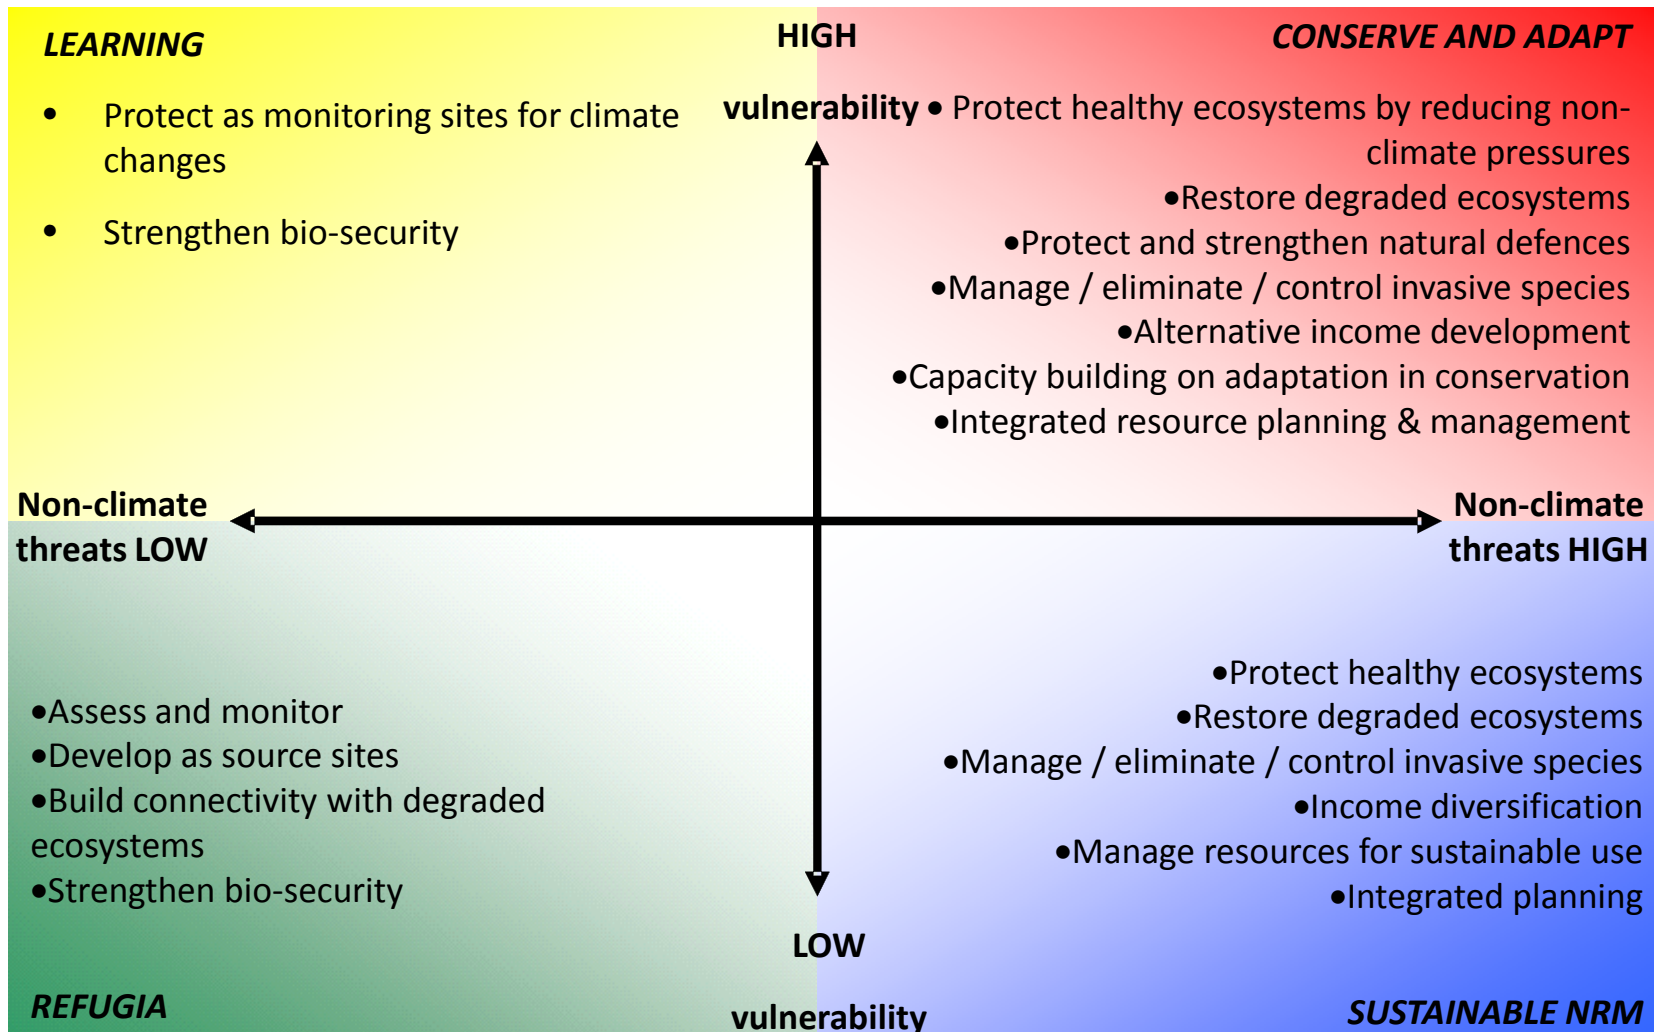 LEARNING
• Protect as monitoring sites for climate
changes
• Strengthen bio-security
HIGH
vulnerability
CONSERVE AND ADAPT
• Protect healthy ecosystems by reducing non-
climate pressures
•Restore degraded ecosystems
•Protect and strengthen natural defences
•Manage / eliminate / control invasive species
•Alternative income development
•Capacity building on adaptation in conservation
•Integrated resource planning & management
Non-climate
threats LOW
Non-climate
threats HIGH
•Assess and monitor
•Develop as source sites
•Build connectivity with degraded
ecosystems
•Strengthen bio-security
REFUGIA
•Protect healthy ecosystems
•Restore degraded ecosystems
•Manage / eliminate / control invasive species
•Income diversification
•Manage resources for sustainable use
•Integrated planning
LOW
vulnerability
SUSTAINABLE NRM